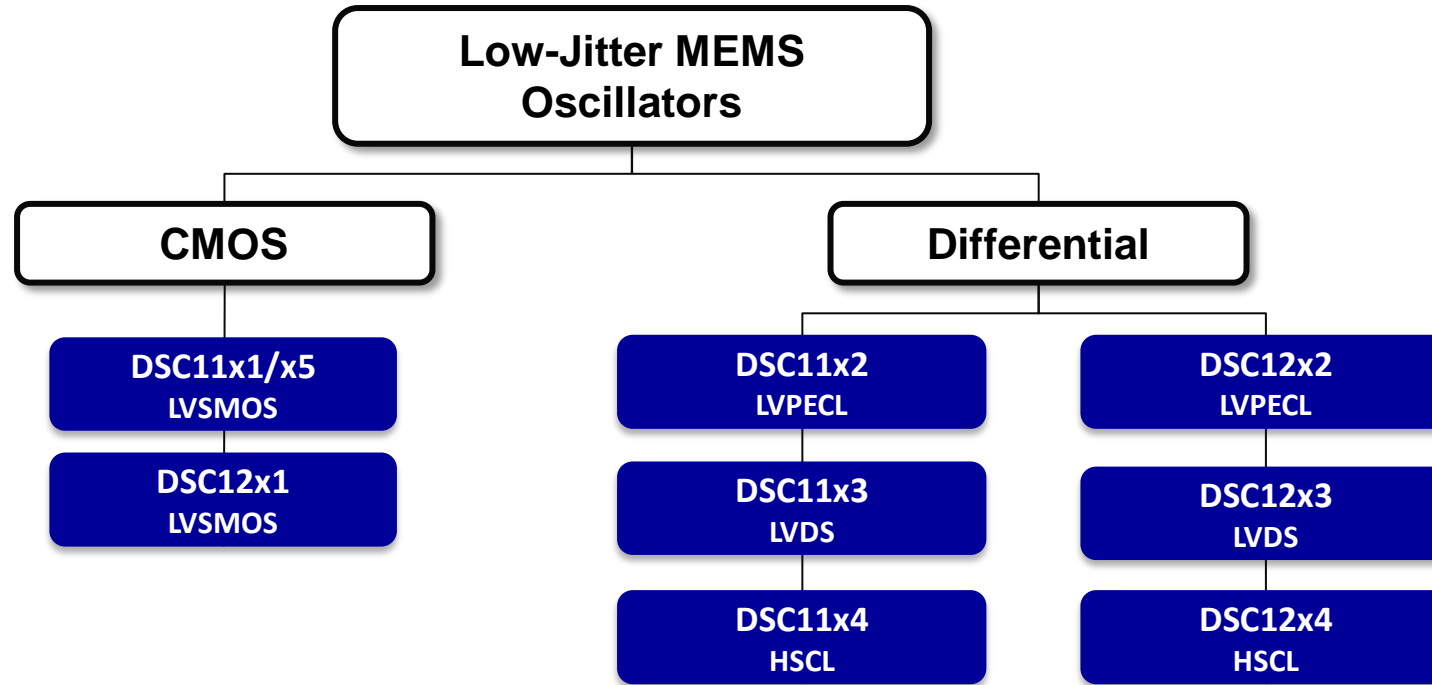 Low-Jitter MEMS
Oscillators
CMOS
Differential
DSC11x1/x5
LVSMOS
DSC12x1
LVSMOS
DSC11x2
LVPECL
DSC11x3
LVDS
DSC11x4
HSCL
DSC12x2
LVPECL
DSC12x3
LVDS
DSC12x4
HSCL